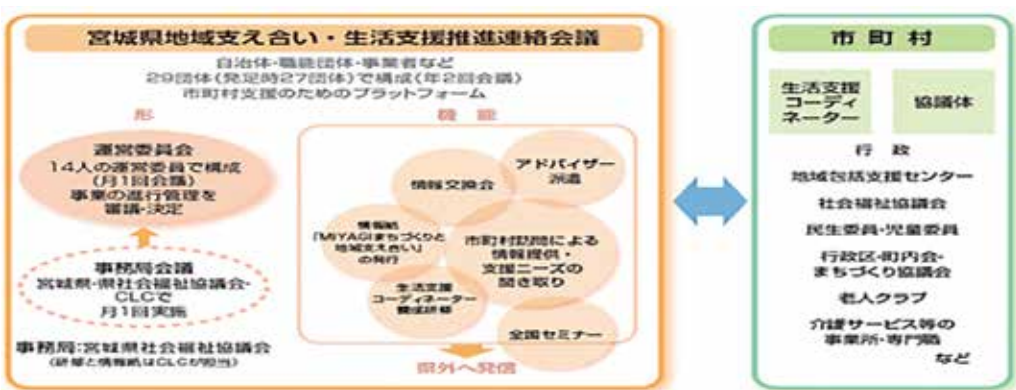 宮城県地域支え合い・生活支援推進連絡会議
自治体・職能団体・事業者など
29団体(発足時27団体)で構成(年2回会議)
市町村支援のためのプラットフォーム
形
運営委員会
14人の運営委員で構成
(月1回会議)
事業の進行管理を
審議・決定
事務局会議
宮城県・県社会福祉協議会・
CLCで
月1回実施
事務局:宮城県社会福祉協議会
(研修と情報紙はCLCが担当)
機能
情報交換会
アドバイザー
派遣
情報紙
「MIYAGIまちづくりと
地域支え合い」
の発行
市町村訪問による
情報提供・
支援ニーズの
聞き取り
生活支援
コーディネーター
養成研修
全国セミナー
県外へ発信
市町村
生活支援
コーディ
ネーター
協議体
行政
地域包括支援センター
社会福祉協議会
民生委員・児童委員
行政区・町内会・
まちづくり協議会
老人クラブ
介護サービス等の
事業所・専門職
など